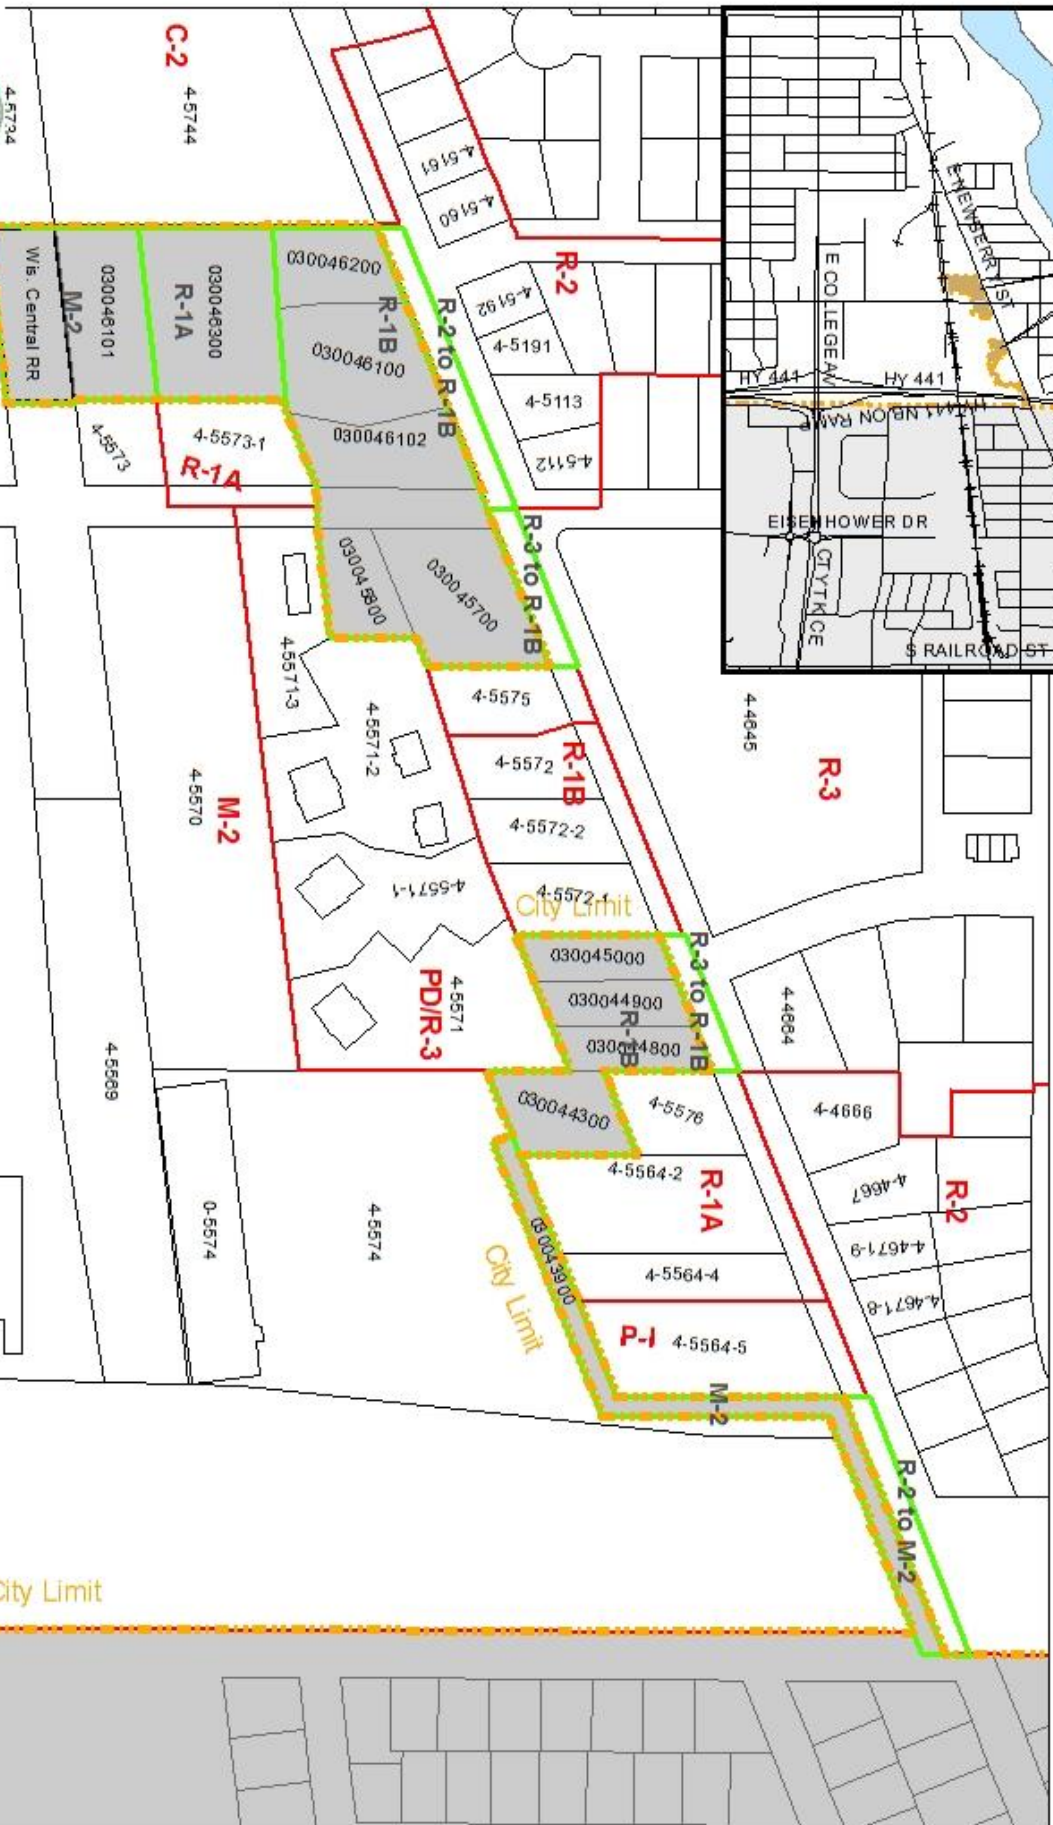 E NEWBERRY ST
E COLLEGE AV
HY 441
HY 441
HY 441 NB ON RAMP
EISENHOWER DR
CTY TK CE
S RAILROAD ST
C-2
4-5744
4-5734
4-5161
4-5160
R-2
4-5192
4-5191
4-5113
4-5112
R-2 to R-1B
R-1B
030046200
030046100
030046102
030046300
R-1A
030046101
M-2
Wis. Central RR
4-5573
4-5573-1
R-1A
R-3 to R-1B
030045700
030045800
4-5571-3
4-5571-2
4-5570
M-2
4-5575
4-5572
R-1B
4-5572-2
4-5572-1
4-5571-1
4-4645
R-3
City Limit
R-3 to R-1B
030045000
030044900
R-1B
030044800
4-5571
PD/R-3
4-4664
4-4666
4-4667
R-2
4-4671-9
4-4671-8
030044300
4-5576
4-5564-2
R-1A
4-5564-4
030043900
City Limit
P-I
4-5564-5
4-5569
0-5574
4-5574
M-2
R-2 to M-2
City Limit